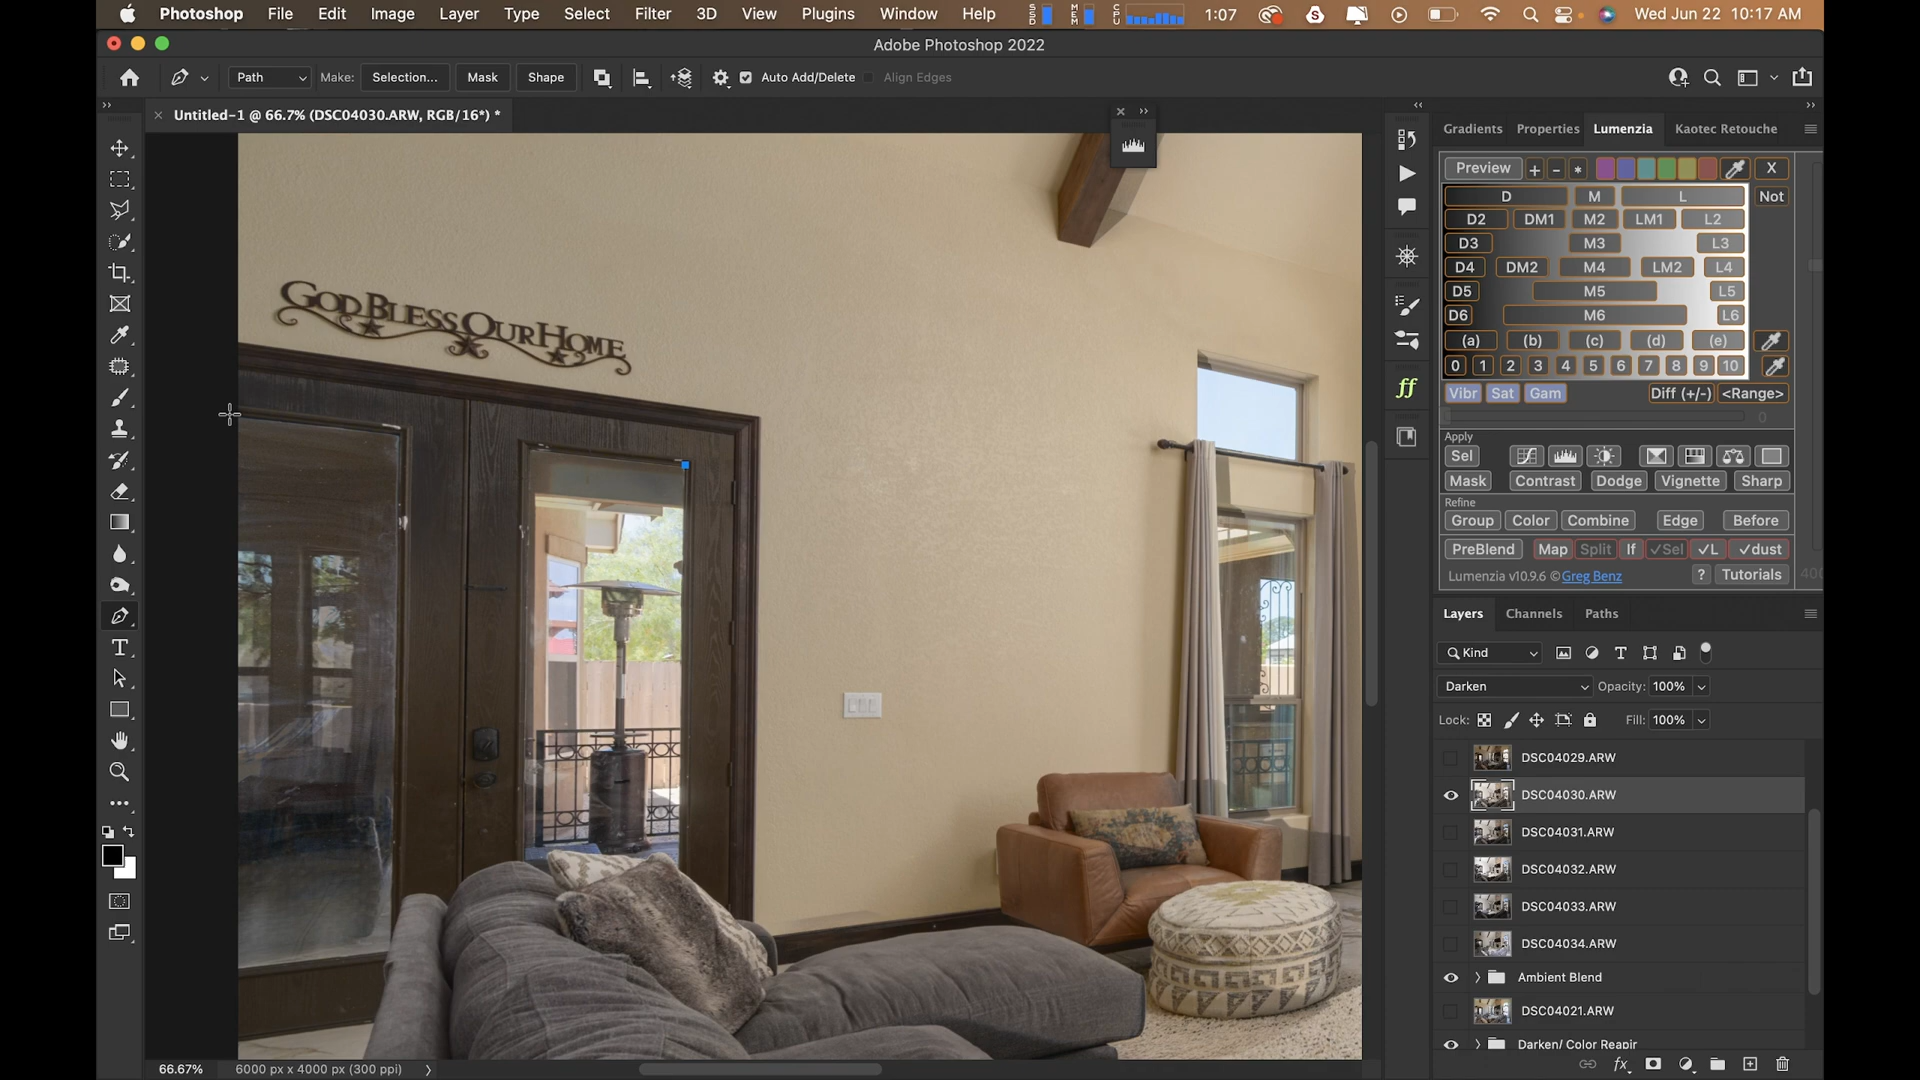 Photoshop File Edit Image Layer Type Select Filter 3D View Plugins Window Help 1:07 Wed Jun 22 10:17 AM
Adobe Photoshop 2022
Path Make: Selection... Mask Shape Auto Add/Delete Align Edges
Untitled-1 @ 66.7% (DSC04030.ARW, RGB/16*) *
Gradients Properties Lumenzia Kaotec Retouche
Preview + - * X
D M L Not
D2 DM1 M2 LM1 L2
D3 M3 L3
D4 DM2 M4 LM2 L4
D5 M5 L5
D6 M6 L6
(a) (b) (c) (d) (e)
0 1 2 3 4 5 6 7 8 9 10
Vibr Sat Gam Diff (+/-) <Range>
0
Apply
Sel
Mask Contrast Dodge Vignette Sharp
Refine
Group Color Combine Edge Before
PreBlend Map Split If ✓Sel ✓L ✓dust
Lumenzia v10.9.6 © Greg Benz ? Tutorials
GOD BLESS OUR HOME
Layers Channels Paths
Kind
Darken Opacity: 100%
Lock: Fill: 100%
DSC04029.ARW
DSC04030.ARW
DSC04031.ARW
DSC04032.ARW
DSC04033.ARW
DSC04034.ARW
Ambient Blend
DSC04021.ARW
Darken/ Color Reapir
66.67% 6000 px x 4000 px (300 ppi)